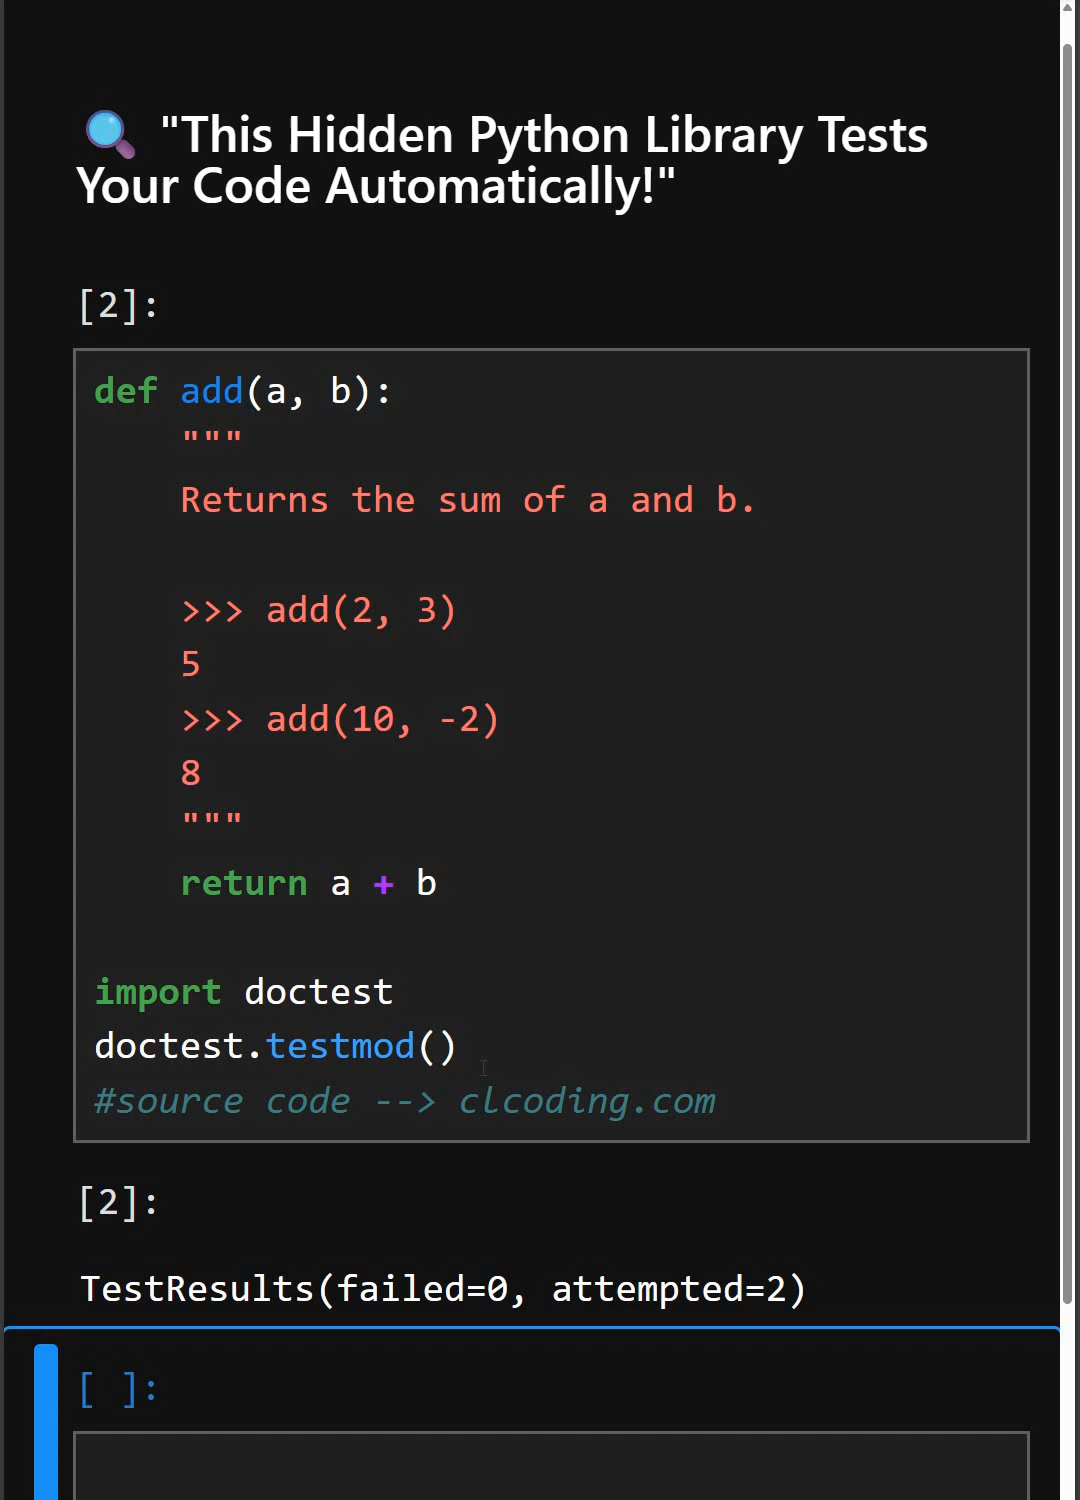 🔍 "This Hidden Python Library Tests
Your Code Automatically!"
[2]:
def add(a, b):
    """
    Returns the sum of a and b.

    >>> add(2, 3)
    5
    >>> add(10, -2)
    8
    """
    return a + b

import doctest
doctest.testmod()
#source code --> clcoding.com
[2]:
TestResults(failed=0, attempted=2)
[ ]: